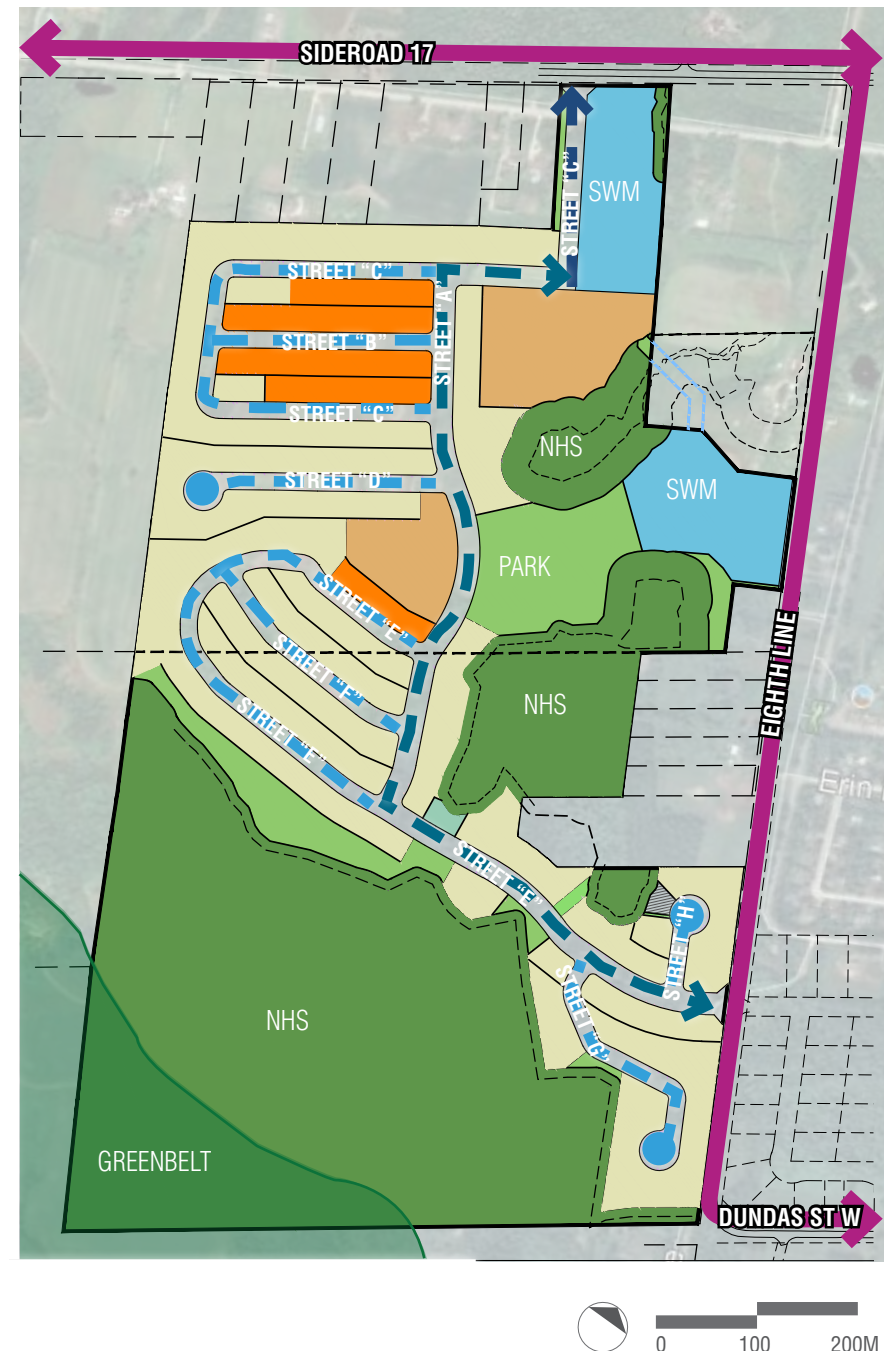 SIDEROAD 17
STREET “C”
SWM
STREET “C”
STREET “A”
STREET “B”
STREET “C”
NHS
STREET “D”
SWM
PARK
STREET “E”
EIGHTH LINE
STREET “F”
NHS
STREET “E”
Erin
STREET “E”
STREET “H”
STREET “G”
NHS
GREENBELT
DUNDAS ST W
0 100 200M